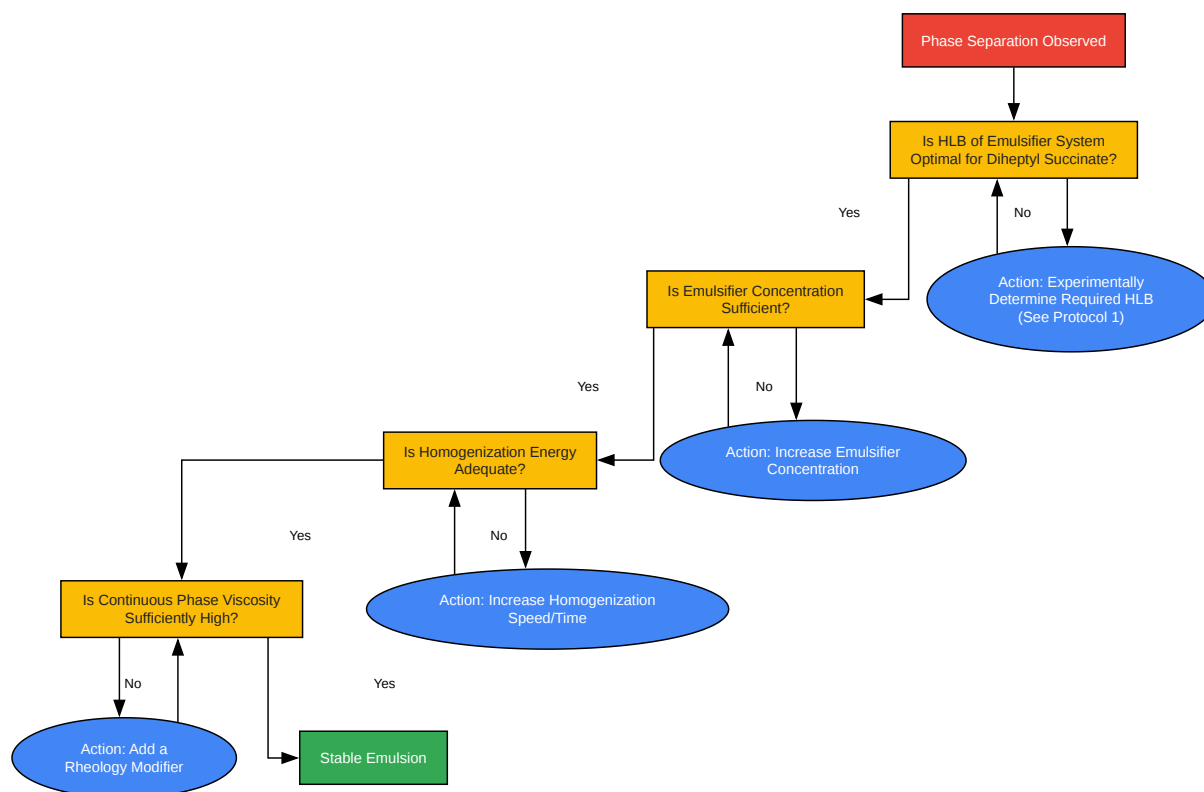 Phase Separation Observed
Is HLB of Emulsifier System
Optimal for Diheptyl Succinate?
Yes
No
Action: Experimentally
Determine Required HLB
(See Protocol 1)
Is Emulsifier Concentration
Sufficient?
Yes
No
Action: Increase Emulsifier
Concentration
Is Homogenization Energy
Adequate?
Yes
No
Action: Increase Homogenization
Speed/Time
Is Continuous Phase Viscosity
Sufficiently High?
No
Yes
Action: Add a
Rheology Modifier
Stable Emulsion